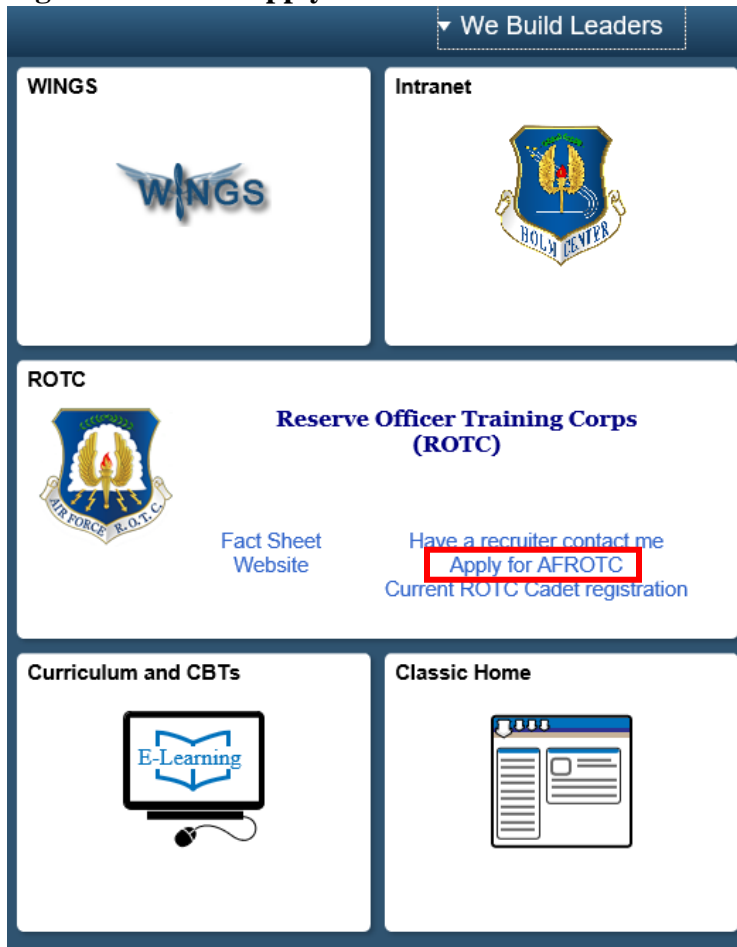 apply
We Build Leaders
WINGS
Intranet
WINGS
HOLM CENTER
ROTC
Reserve Officer Training Corps
(ROTC)
AIR FORCE R.O.T.C.
Fact Sheet
Have a recruiter contact me
Website
Apply for AFROTC
Current ROTC Cadet registration
Curriculum and CBTs
Classic Home
E-Learning